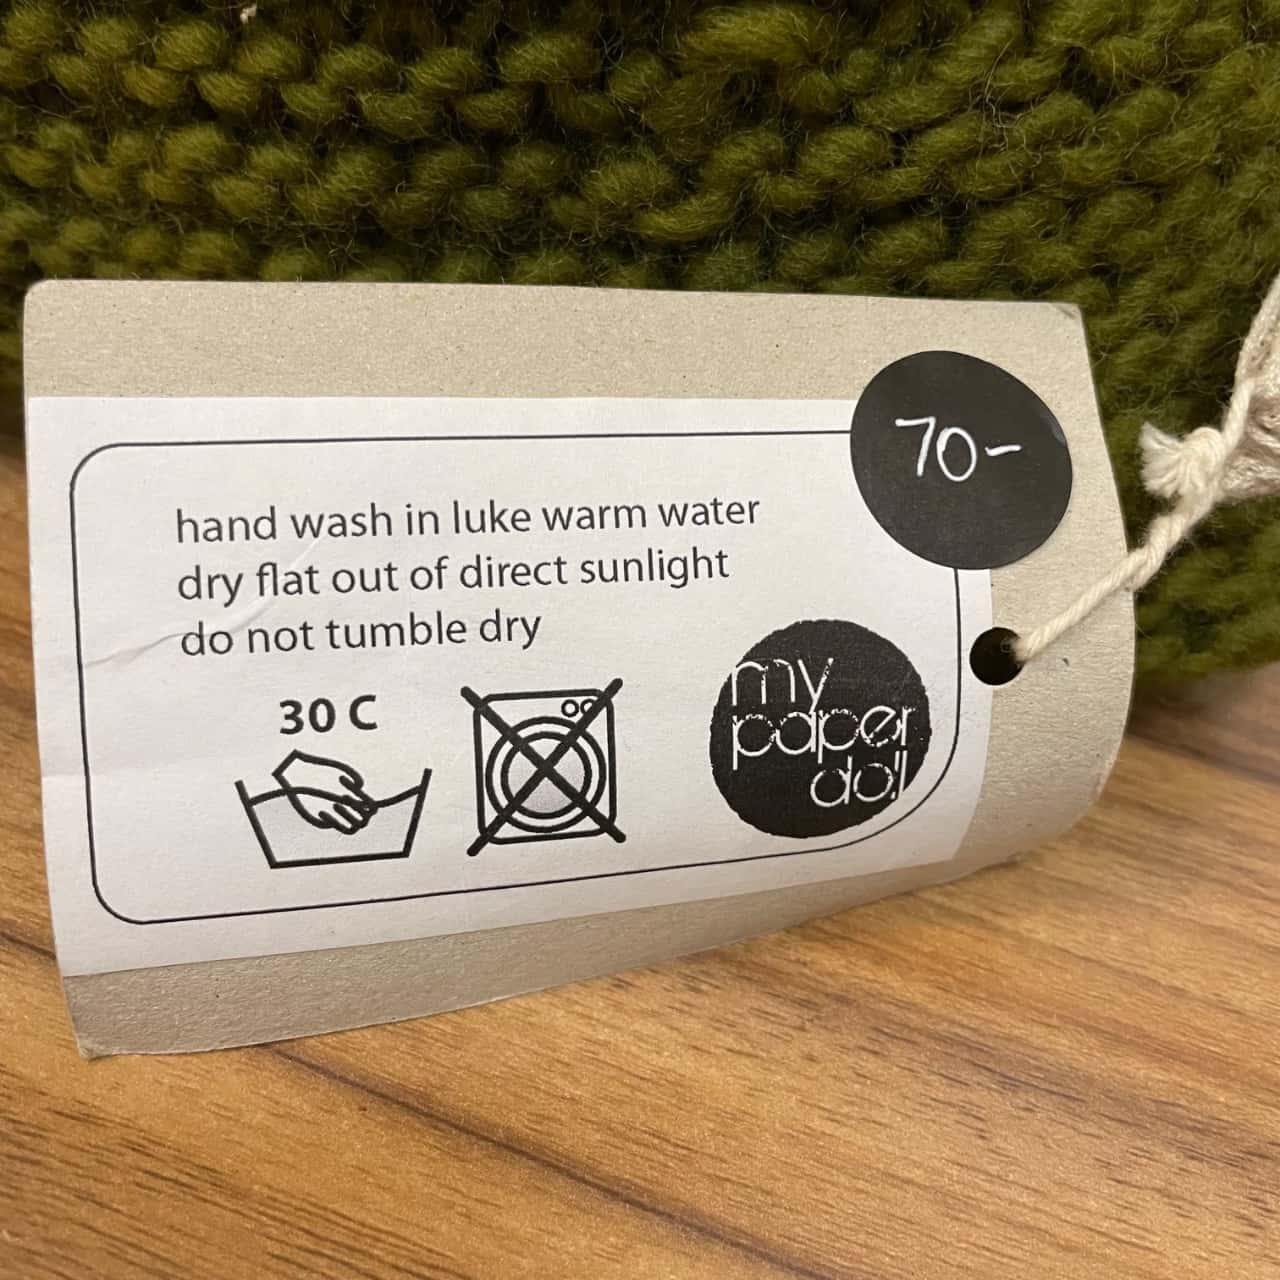 70-
hand wash in luke warm water
dry flat out of direct sunlight
do not tumble dry
30 C
my
paper
doll